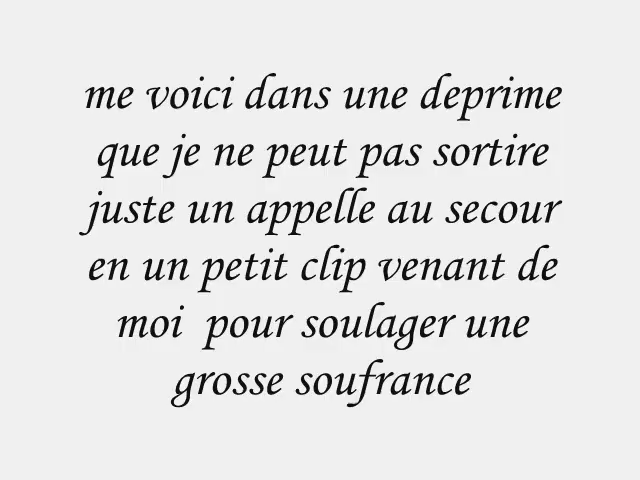 me voici dans une deprime
que je ne peut pas sortire
juste un appelle au secour
en un petit clip venant de
moi  pour soulager une
grosse soufrance